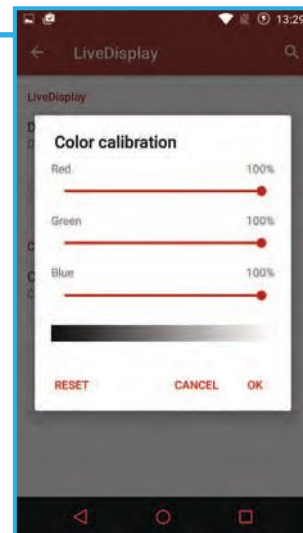 13:29
LiveDisplay
LiveDisplay
D
D
Color calibration
Red 100%
Green 100%
C
C
Blue 100%
C
RESET CANCEL OK